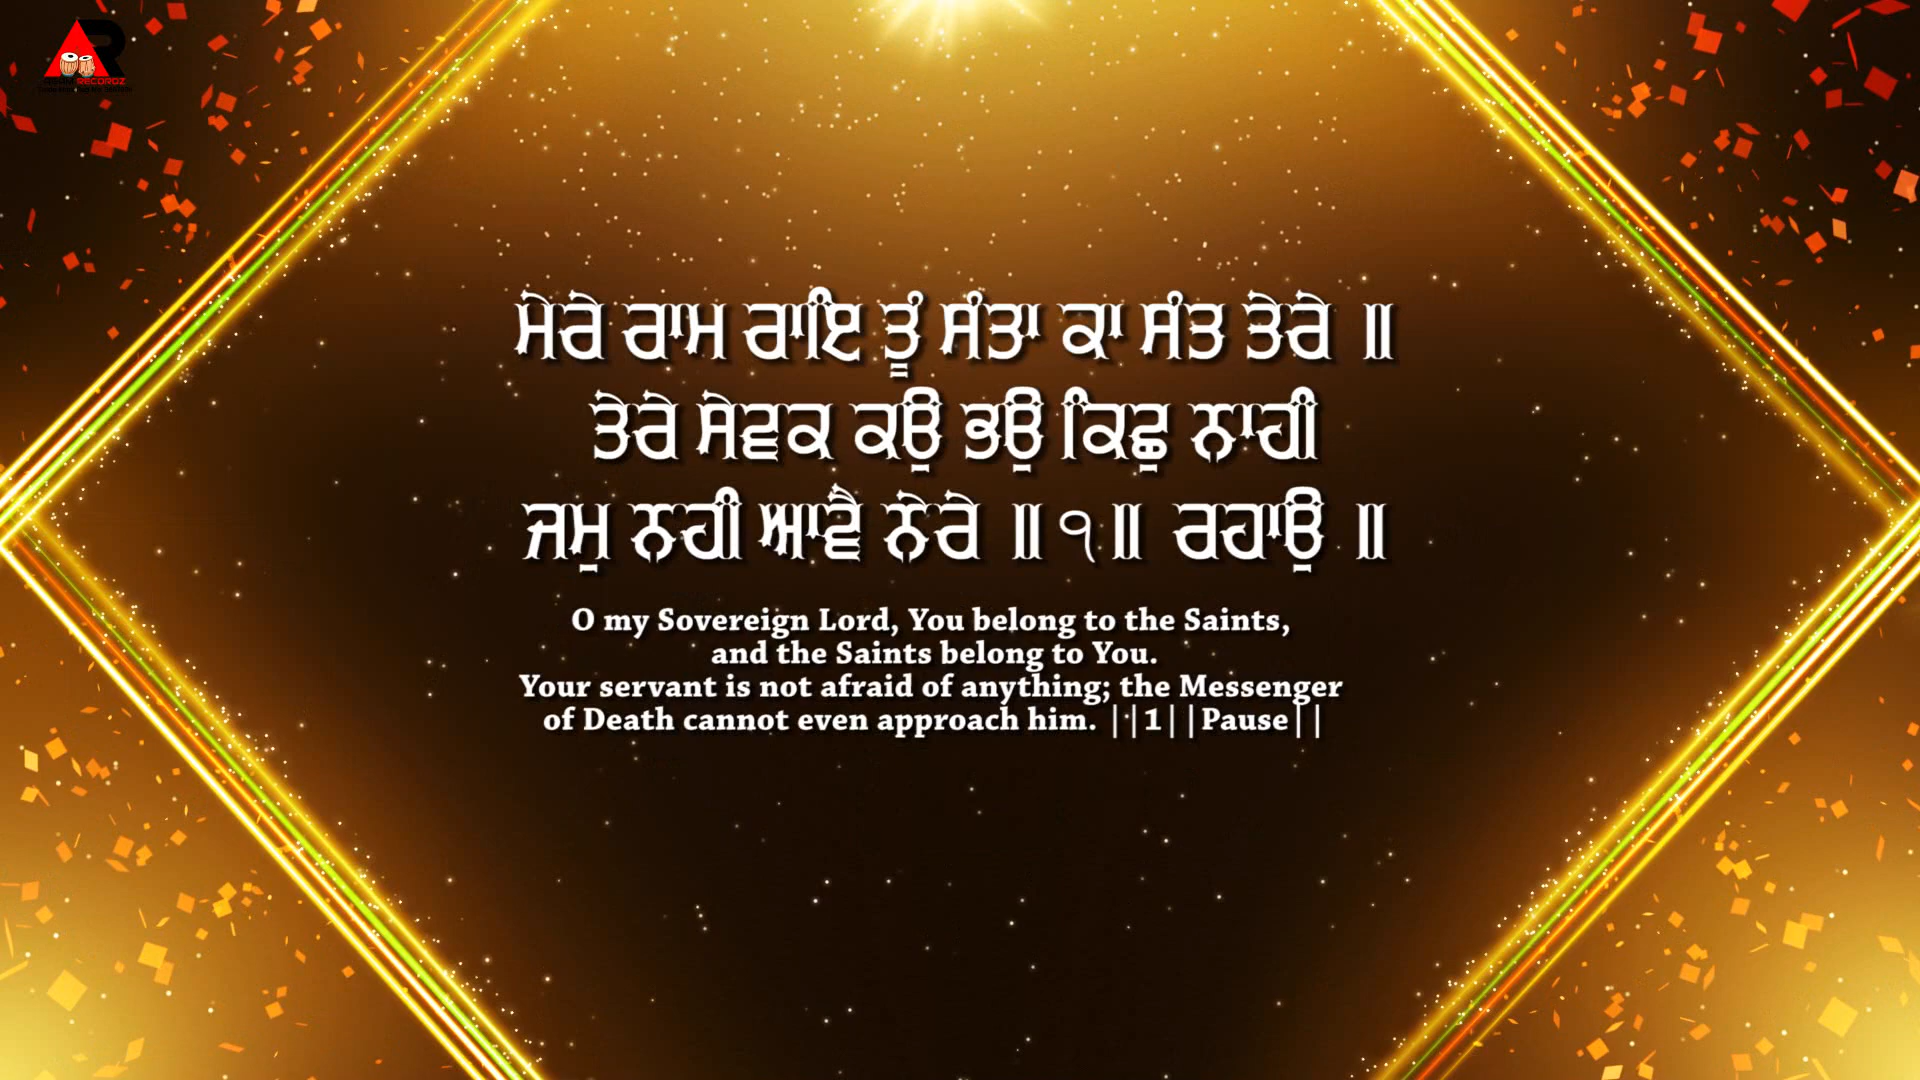 RECORDZ
ਮੇਰੇ ਰਾਮ ਰਾਇ ਤੂੰ ਸੰਤਾ ਕਾ ਸੰਤ ਤੇਰੇ ॥
ਤੇਰੇ ਸੇਵਕ ਕਉ ਭਉ ਕਿਛੁ ਨਾਹੀ
ਜਮੁ ਨਹੀ ਆਵੈ ਨੇਰੇ ॥੧॥ ਰਹਾਉ ॥
O my Sovereign Lord, You belong to the Saints,
and the Saints belong to You.
Your servant is not afraid of anything; the Messenger
of Death cannot even approach him. ||1||Pause||